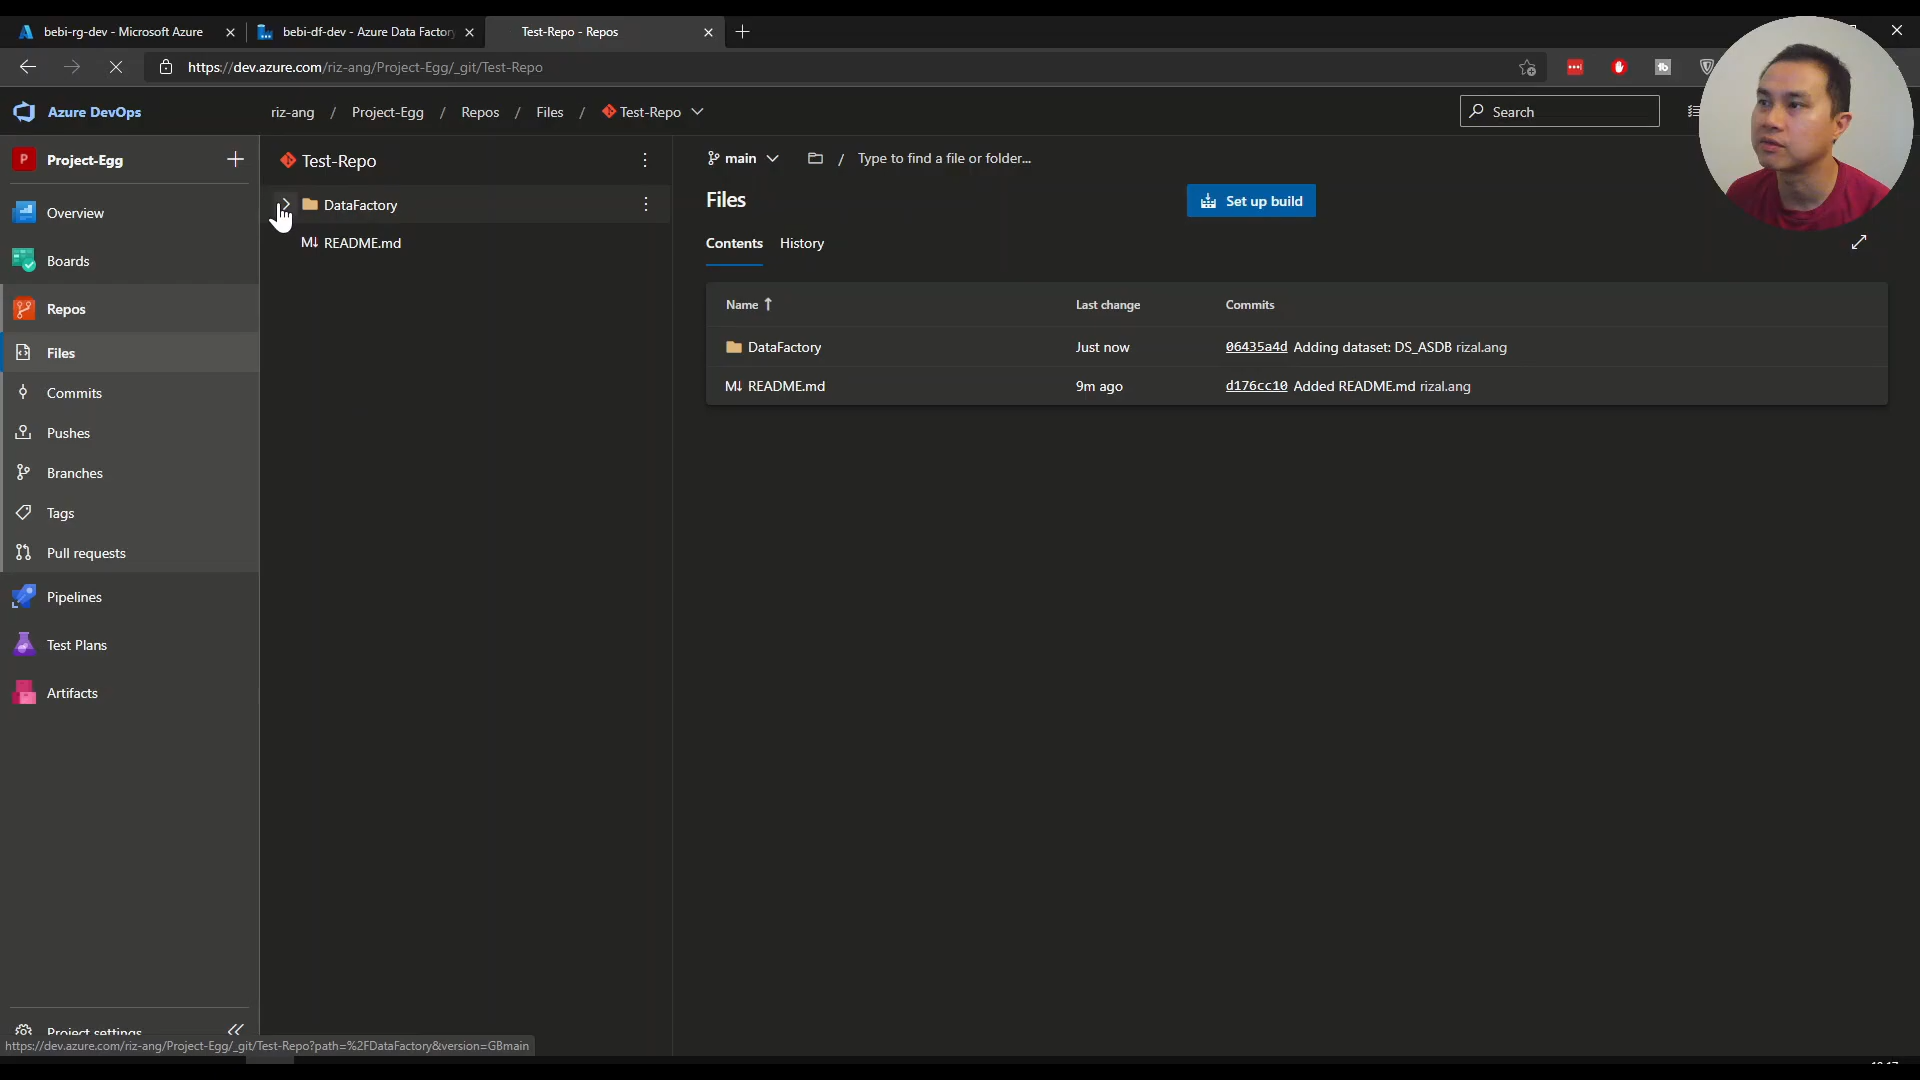 bebi-rg-dev - Microsoft Azure
bebi-df-dev - Azure Data Factory
Test-Repo - Repos
https://dev.azure.com/riz-ang/Project-Egg/_git/Test-Repo
Azure DevOps
riz-ang / Project-Egg / Repos / Files / Test-Repo
Search
P Project-Egg
Test-Repo
main / Type to find a file or folder...
Overview
DataFactory
Files
Set up build
README.md
Contents History
Boards
Repos
Name Last change Commits
Files
DataFactory Just now 06435a4d Adding dataset: DS_ASDB rizal.ang
Commits
README.md 9m ago d176cc10 Added README.md rizal.ang
Pushes
Branches
Tags
Pull requests
Pipelines
Test Plans
Artifacts
Project settings
https://dev.azure.com/riz-ang/Project-Egg/_git/Test-Repo?path=%2FDataFactory&version=GBmain